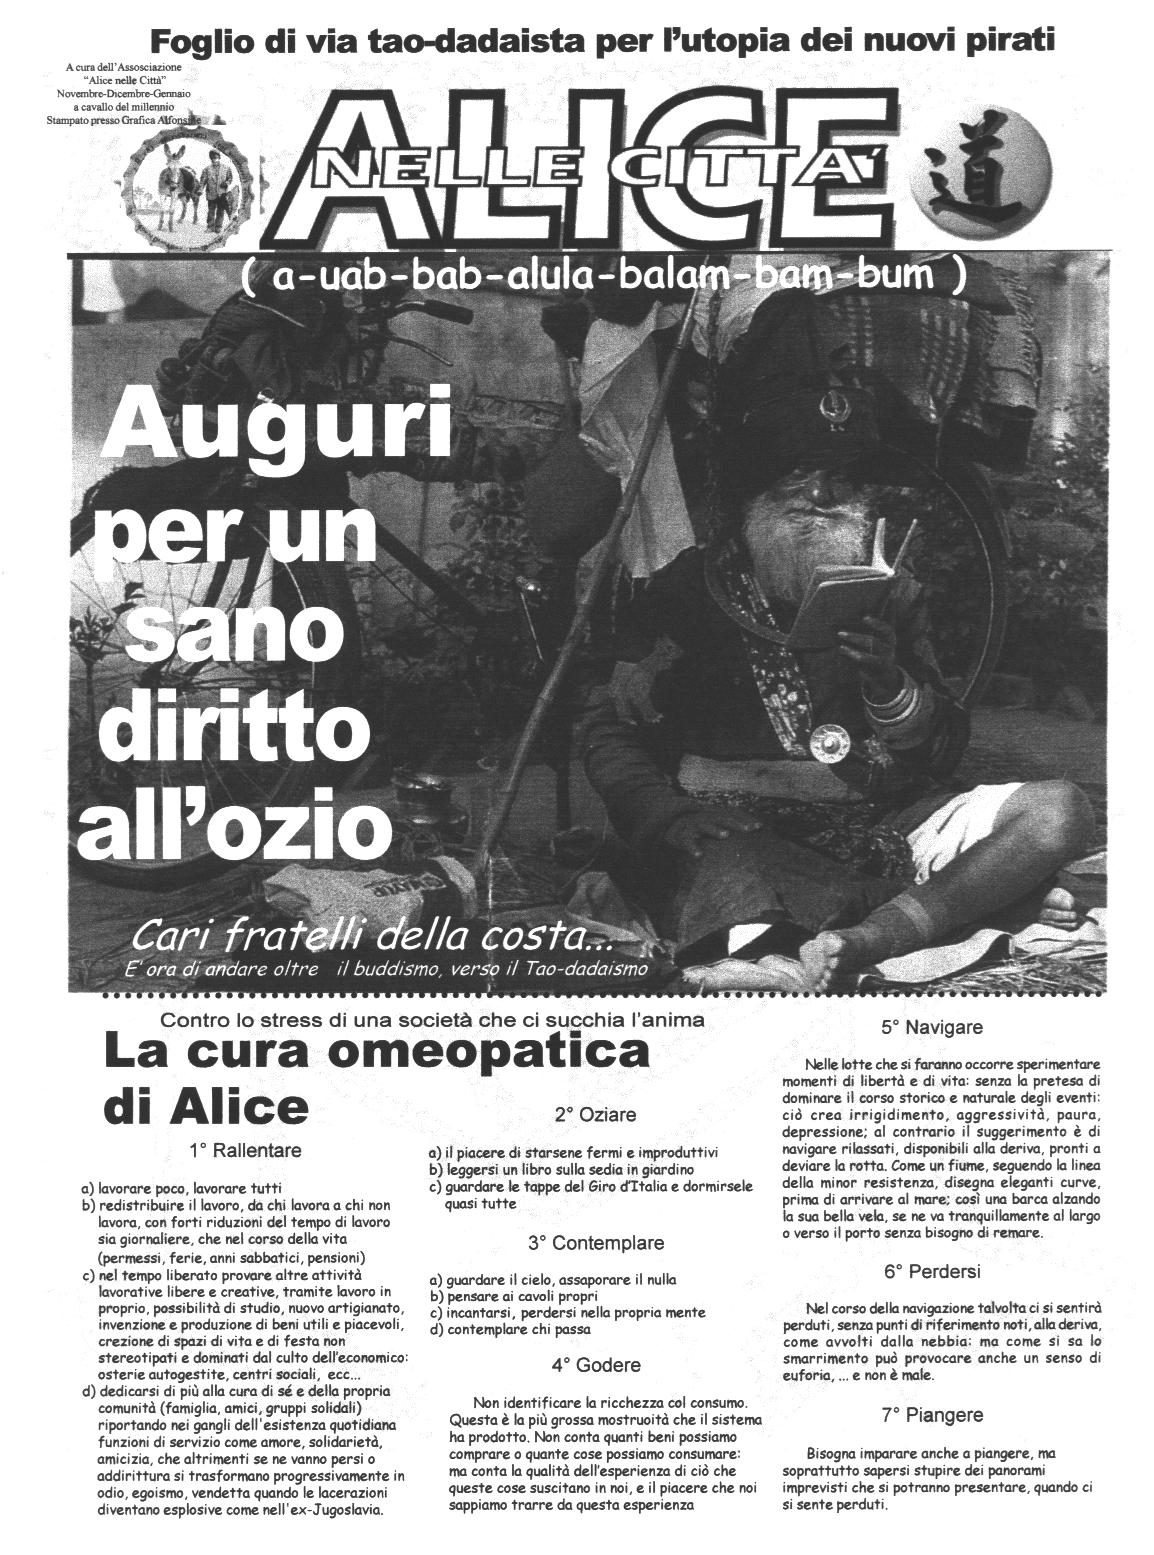 Foglio di via tao-dadaista per l'utopia dei nuovi pirati
A cura dell'Assosciazione
“Alice nelle Città”
Novembre-Dicembre-Gennaio
a cavallo del millennio
Stampato presso Grafica Alfonsine
ALICE
NELLE CITTA'
道
( a-uab-bab-alula-balam-bam-bum )
Auguri
per un
sano
diritto
all'ozio
Cari fratelli della costa...
E' ora di andare oltre il buddismo, verso il Tao-dadaismo
Contro lo stress di una società che ci succhia l'anima
La cura omeopatica
di Alice
1° Rallentare
a) lavorare poco, lavorare tutti
b) redistribuire il lavoro, da chi lavora a chi non
lavora, con forti riduzioni del tempo di lavoro
sia giornaliere, che nel corso della vita
(permessi, ferie, anni sabbatici, pensioni)
c) nel tempo liberato provare altre attività
lavorative libere e creative, tramite lavoro in
proprio, possibilità di studio, nuovo artigianato,
invenzione e produzione di beni utili e piacevoli,
crezione di spazi di vita e di festa non
stereotipati e dominati dal culto dell'economico:
osterie autogestite, centri sociali, ecc...
d) dedicarsi di più alla cura di sé e della propria
comunità (famiglia, amici, gruppi solidali)
riportando nei gangli dell'esistenza quotidiana
funzioni di servizio come amore, solidarietà,
amicizia, che altrimenti se ne vanno persi o
addirittura si trasformano progressivamente in
odio, egoismo, vendetta quando le lacerazioni
diventano esplosive come nell'ex-Jugoslavia.
2° Oziare
a) il piacere di starsene fermi e improduttivi
b) leggersi un libro sulla sedia in giardino
c) guardare le tappe del Giro d'Italia e dormirsele
quasi tutte
3° Contemplare
a) guardare il cielo, assaporare il nulla
b) pensare ai cavoli propri
c) incantarsi, perdersi nella propria mente
d) contemplare chi passa
4° Godere
Non identificare la ricchezza col consumo.
Questa è la più grossa mostruoità che il sistema
ha prodotto. Non conta quanti beni possiamo
comprare o quante cose possiamo consumare:
ma conta la qualità dell'esperienza di ciò che
queste cose suscitano in noi, e il piacere che noi
sappiamo trarre da questa esperienza
5° Navigare
Nelle lotte che si faranno occorre sperimentare
momenti di libertà e di vita: senza la pretesa di
dominare il corso storico e naturale degli eventi:
ciò crea irrigidimento, aggressività, paura,
depressione; al contrario il suggerimento è di
navigare rilassati, disponibili alla deriva, pronti a
deviare la rotta. Come un fiume, seguendo la linea
della minor resistenza, disegna eleganti curve,
prima di arrivare al mare; così una barca alzando
la sua bella vela, se ne va tranquillamente al largo
o verso il porto senza bisogno di remare.
6° Perdersi
Nel corso della navigazione talvolta ci si sentirà
perduti, senza punti di riferimento noti, alla deriva,
come avvolti dalla nebbia: ma come si sa lo
smarrimento può provocare anche un senso di
euforia, ... e non è male.
7° Piangere
Bisogna imparare anche a piangere, ma
soprattutto sapersi stupire dei panorami
imprevisti che si potranno presentare, quando ci
si sente perduti.